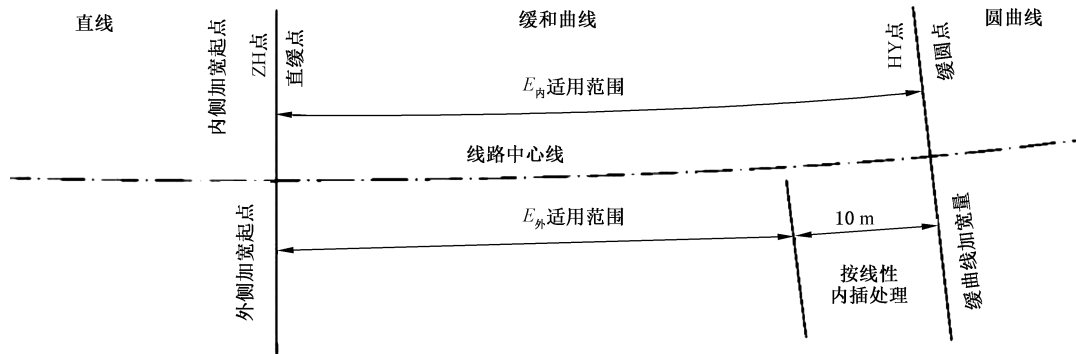 直线
缓和曲线
圆曲线
内侧加宽起点
ZH点
直缓点
HY点
缓圆点
E内适用范围
线路中心线
外侧加宽起点
E外适用范围
10 m
按线性
内插处理
缓曲线加宽量